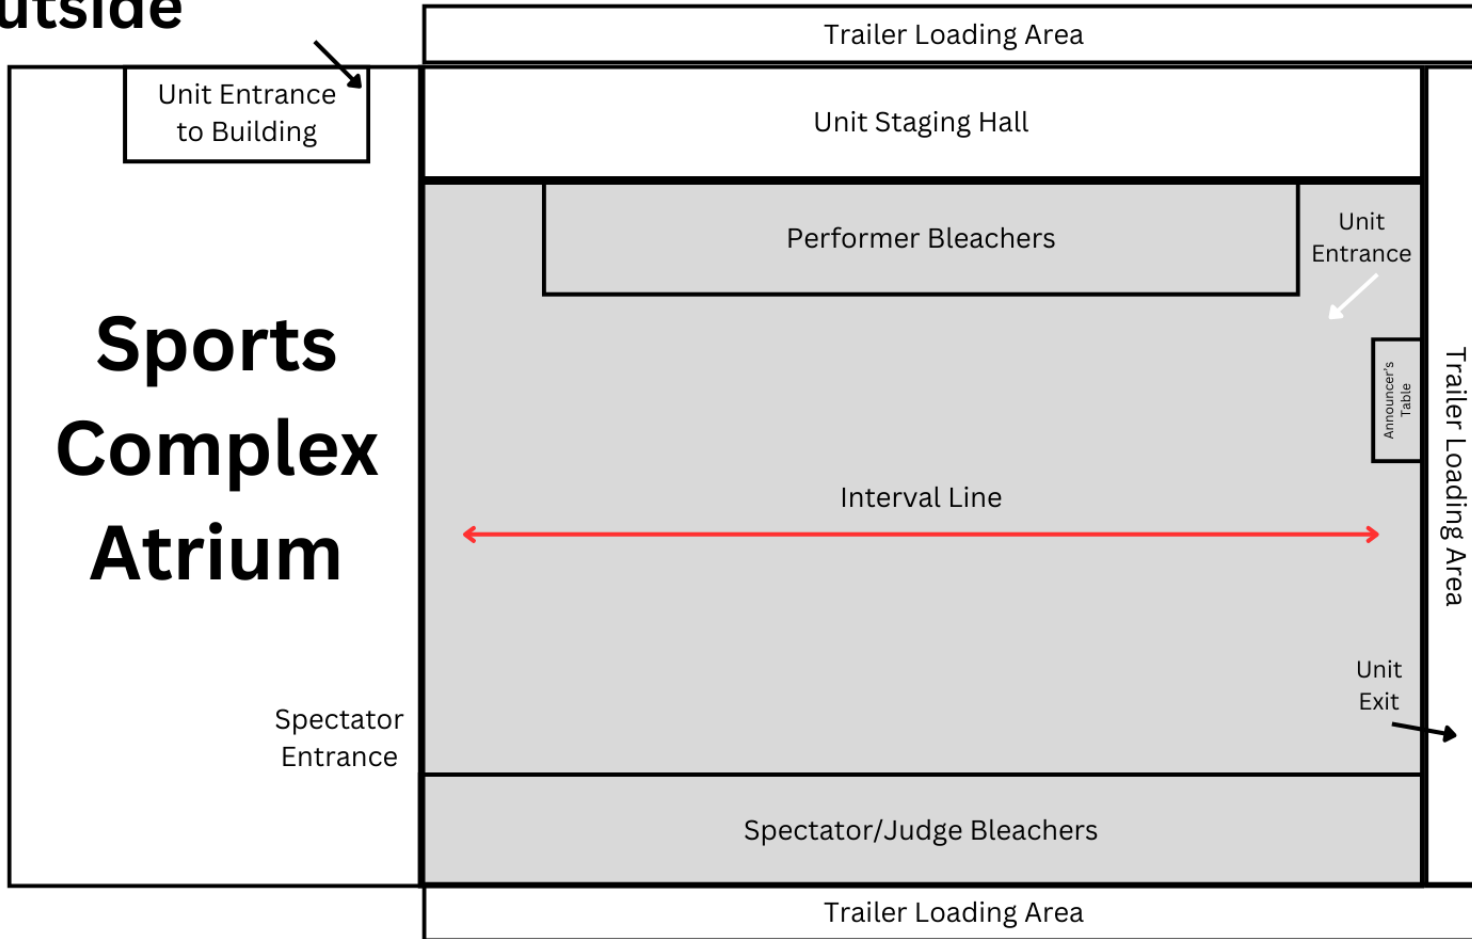 utside
Trailer Loading Area
Unit Entrance
to Building
Unit Staging Hall
Performer Bleachers
Unit
Entrance
Sports
Complex
Atrium
Announcer's
Table
Trailer Loading Area
Interval Line
Unit
Exit
Spectator
Entrance
Spectator/Judge Bleachers
Trailer Loading Area